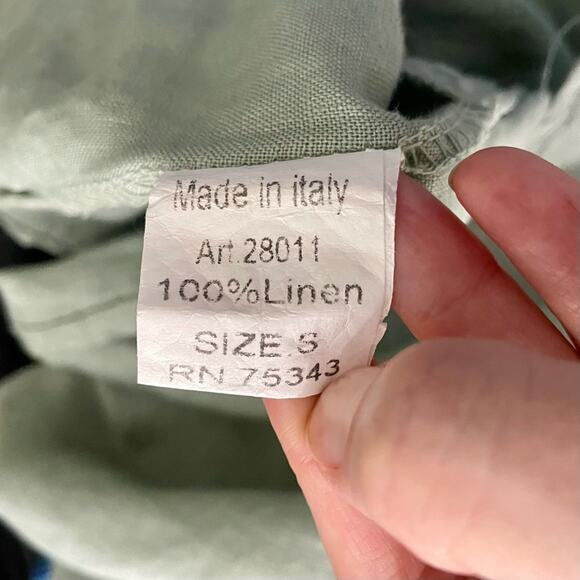 Made in italy
Art.28011
100%Linen
SIZE.S
RN 75343